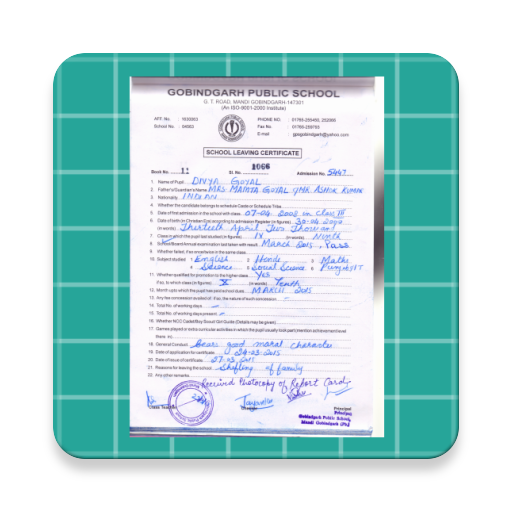 GOBINDGARH PUBLIC SCHOOL
G. T. ROAD, MANDI GOBINDGARH-147301
(An ISO-9001-2000 Institute)
AFF. No. : 1630003 PHONE NO. : 01765-255450, 252066
School No. : 04603 Fax No. : 01765-259703
E-mail : gpsgobindgarh@yahoo.com
SCHOOL LEAVING CERTIFICATE
Book No. 11 Sl. No. 1066 Admission No. 5447
1. Name of Pupil DIVYA GOYAL
2. Father's/Guardian's Name MRS MAMTA GOYAL MR. ASHOK KUMAR
3. Nationality INDIAN
4. Whether the candidate belongs to schedule Caste or Schedule Tribe
5. Date of first admission in the school with class 07-04-2008 in Class III
6. Date of birth (in Christian Era) according to admission Register (in figures) 30-04-2000
(in words) Thirtieth April Two Thousand
7. Class in which the pupil last studied (in figures) IX (in words) Ninth
8. School/Board/Annual examination last taken with result March 2015, Pass
9. Whether failed, if so once/twice in the same class
10. Subject studied 1 English 2 Hindi 3 Maths
4 Science 5 Social Science 6 Punjabi
11. Whether qualified for promotion to the higher class Yes
If so, to which class (in figures) X (in words) Tenth
12. Month upto which the pupil has paid school dues MARCH 2015
13. Any fee concession availed of : if so, the nature of such concession
14. Total No. of working days
15. Total No. of working days present
16. Whether NCC Cadet/Boy Scout/Girl Guide (Details may be given)
17. Games played or extra curricular activities in which the pupil usually took part (mention achievement level
there in)
18. General Conduct Bears good moral character
19. Date of application for certificate 24-03-2015
20. Date of issue of certificate 27-03-2015
21. Reasons for leaving the school Shifting of family
22. Any other remarks
Received Photocopy of Report Card
Class Teacher
Principal
Principal
Gobindgarh Public School,
Mandi Gobindgarh (Pb.)